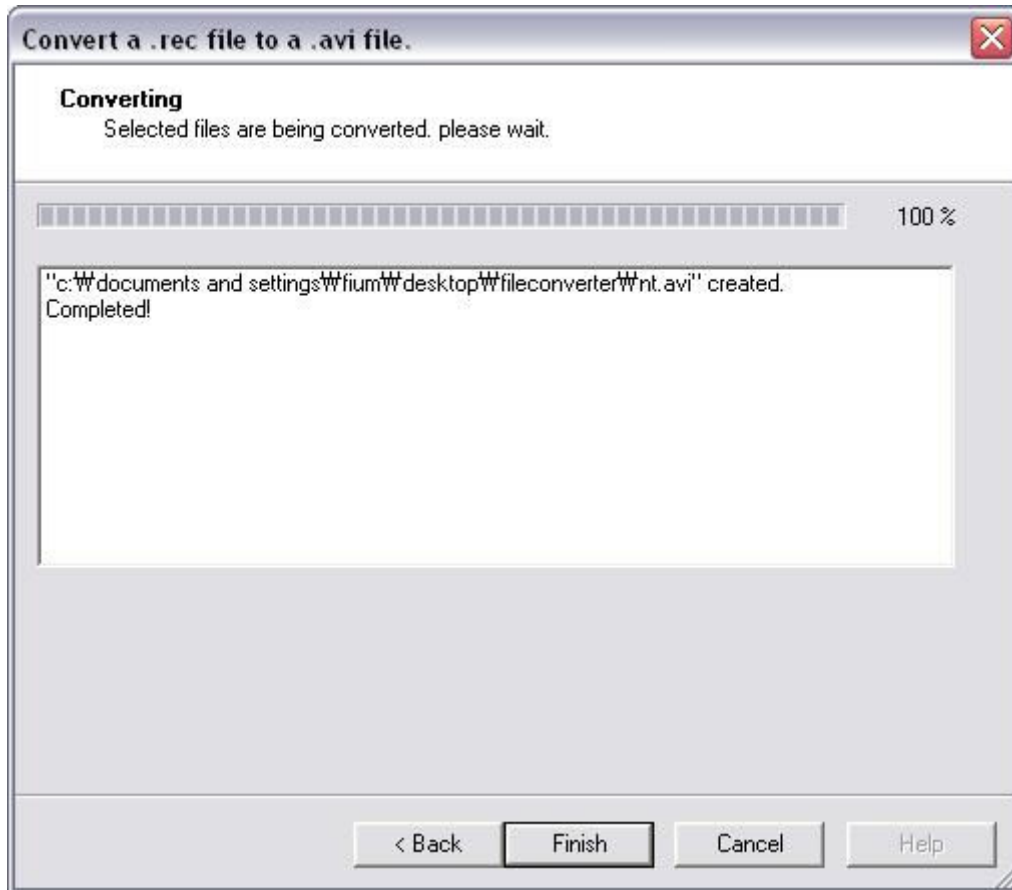 Convert a .rec file to a .avi file.
Converting
Selected files are being converted. please wait.
100 %
"c:₩documents and settings₩fium₩desktop₩fileconverter₩nt.avi" created.
Completed!
< Back
Finish
Cancel
Help